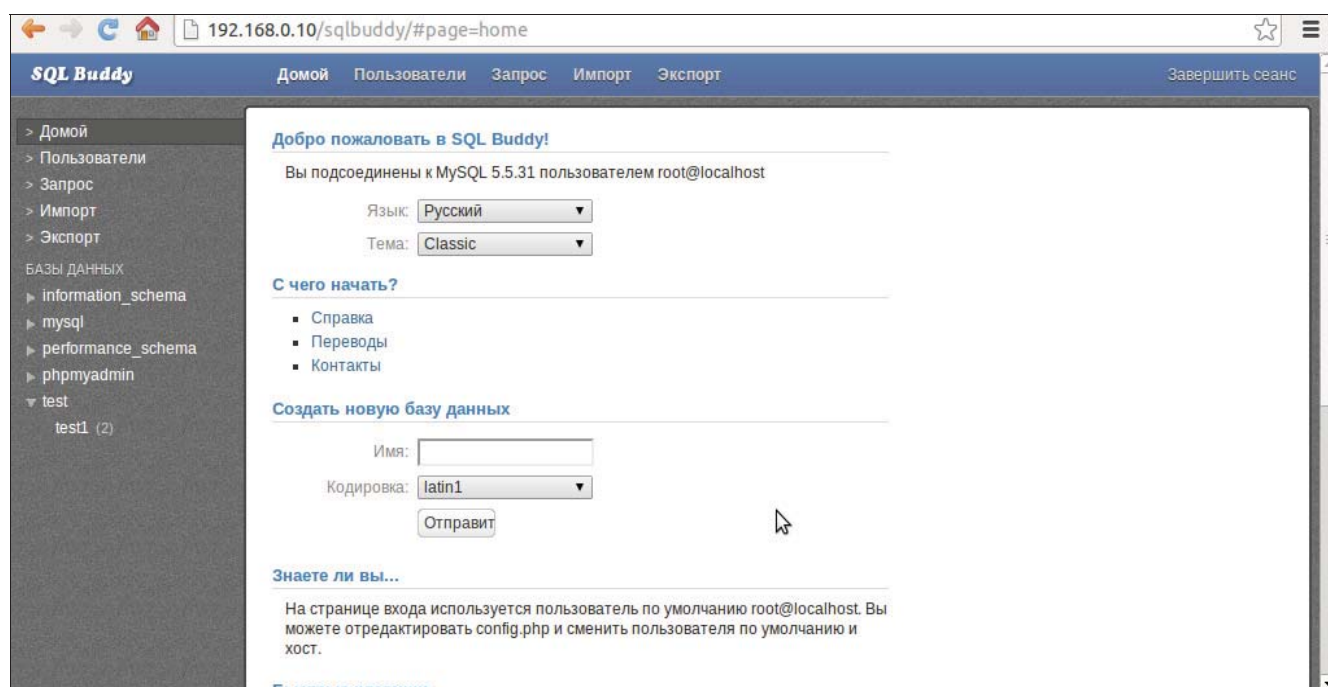 192.168.0.10/sqlbuddy/#page=home
SQL Buddy
Домой Пользователи Запрос Импорт Экспорт
Завершить сеанс
> Домой
> Пользователи
> Запрос
> Импорт
> Экспорт
БАЗЫ ДАННЫХ
information_schema
mysql
performance_schema
phpmyadmin
test
test1 (2)
Добро пожаловать в SQL Buddy!
Вы подсоединены к MySQL 5.5.31 пользователем root@localhost
Язык: Русский
Тема: Classic
С чего начать?
Справка
Переводы
Контакты
Создать новую базу данных
Имя:
Кодировка: latin1
Отправит
Знаете ли вы...
На странице входа используется пользователь по умолчанию root@localhost. Вы
можете отредактировать config.php и сменить пользователя по умолчанию и
хост.